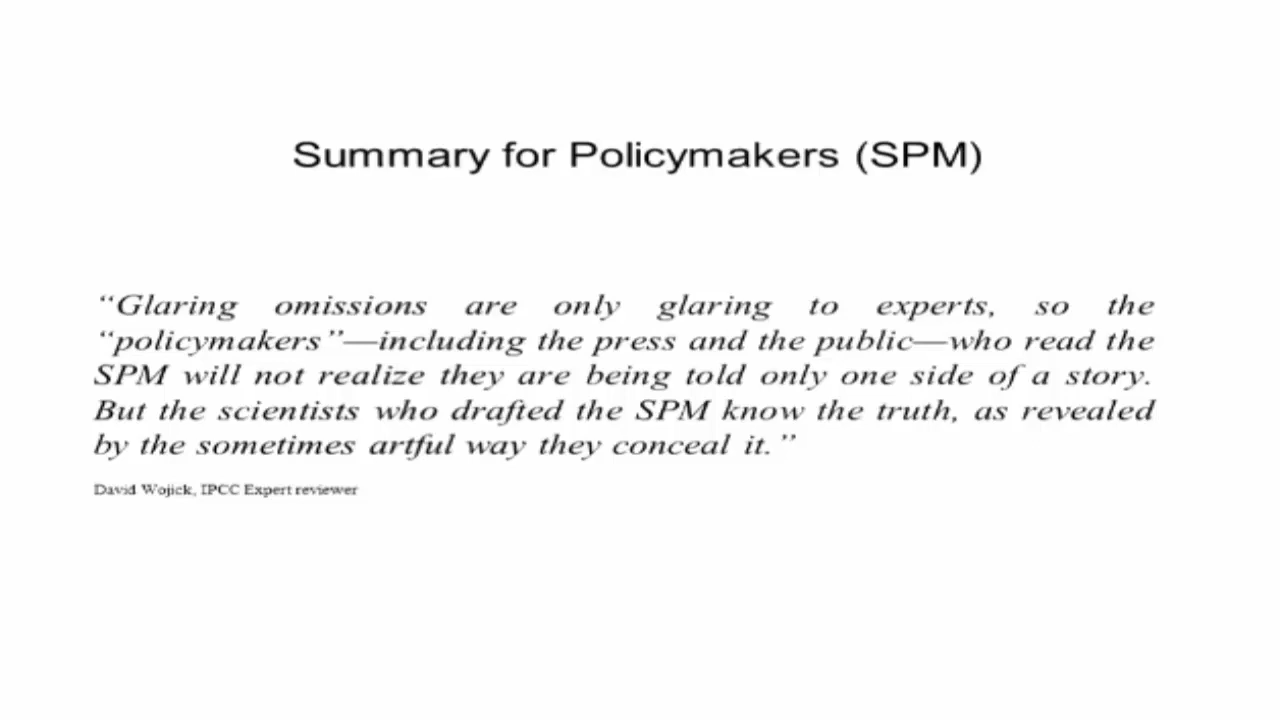 Summary for Policymakers (SPM)
“Glaring omissions are only glaring to experts, so the
“policymakers”—including the press and the public—who read the
SPM will not realize they are being told only one side of a story.
But the scientists who drafted the SPM know the truth, as revealed
by the sometimes artful way they conceal it.”
David Wojick, IPCC Expert reviewer